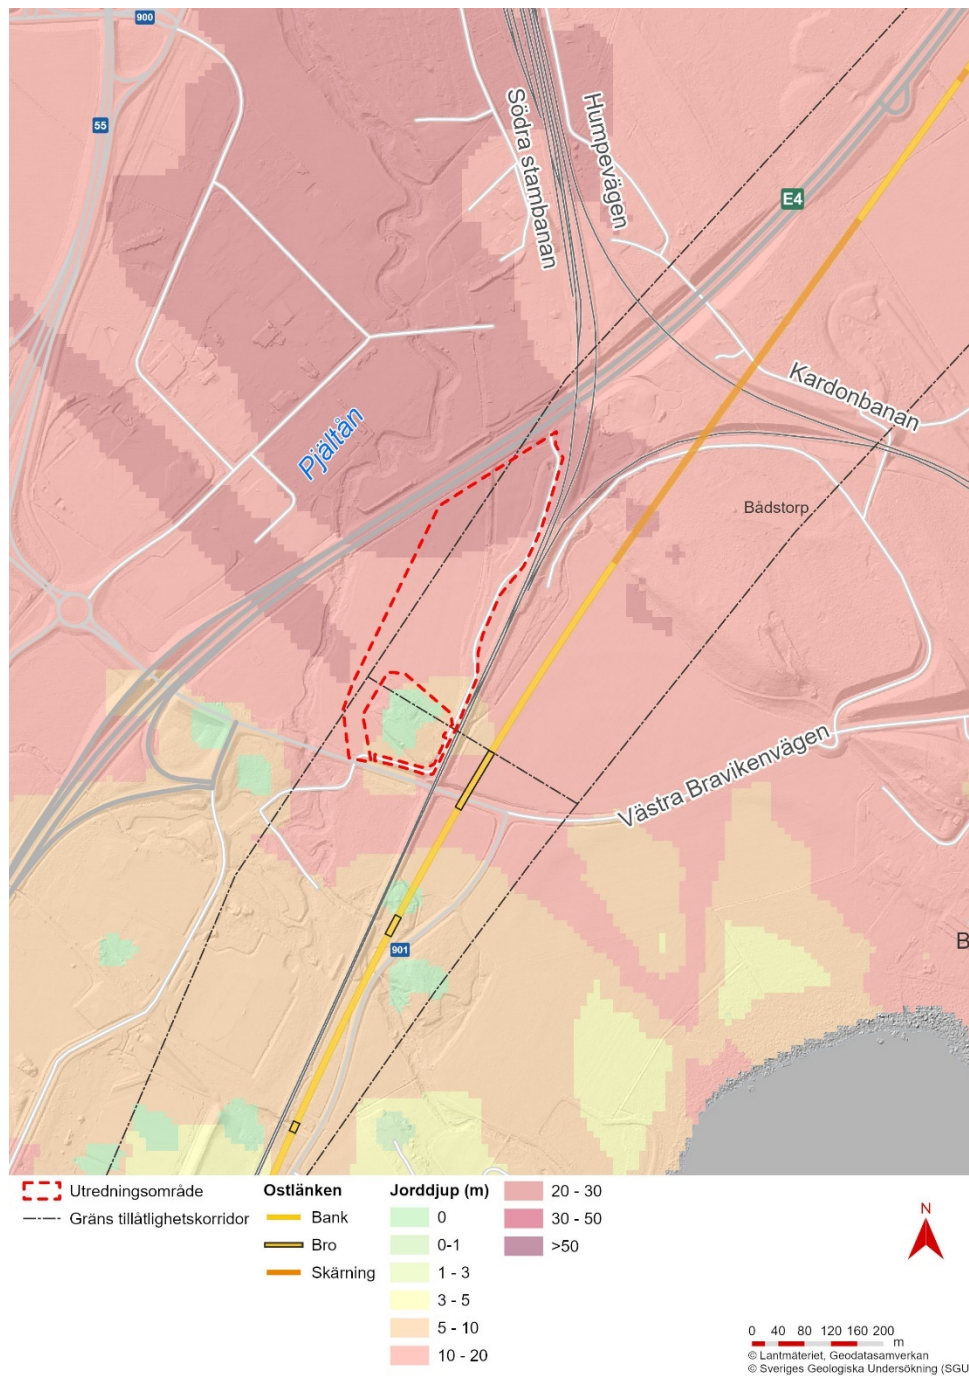 900
55
Södra stambanan
Humpevägen
E4
Kardonbanan
Pjältån
Bådstorp
Västra Bravikenvägen
901
B
Utredningsområde
Gräns tillåtlighetskorridor
Ostlänken
Bank
Bro
Skärning
Jorddjup (m)
0
0-1
1 - 3
3 - 5
5 - 10
10 - 20
20 - 30
30 - 50
>50
N
0 40 80 120 160 200
m
© Lantmäteriet, Geodatasamverkan
© Sveriges Geologiska Undersökning (SGU